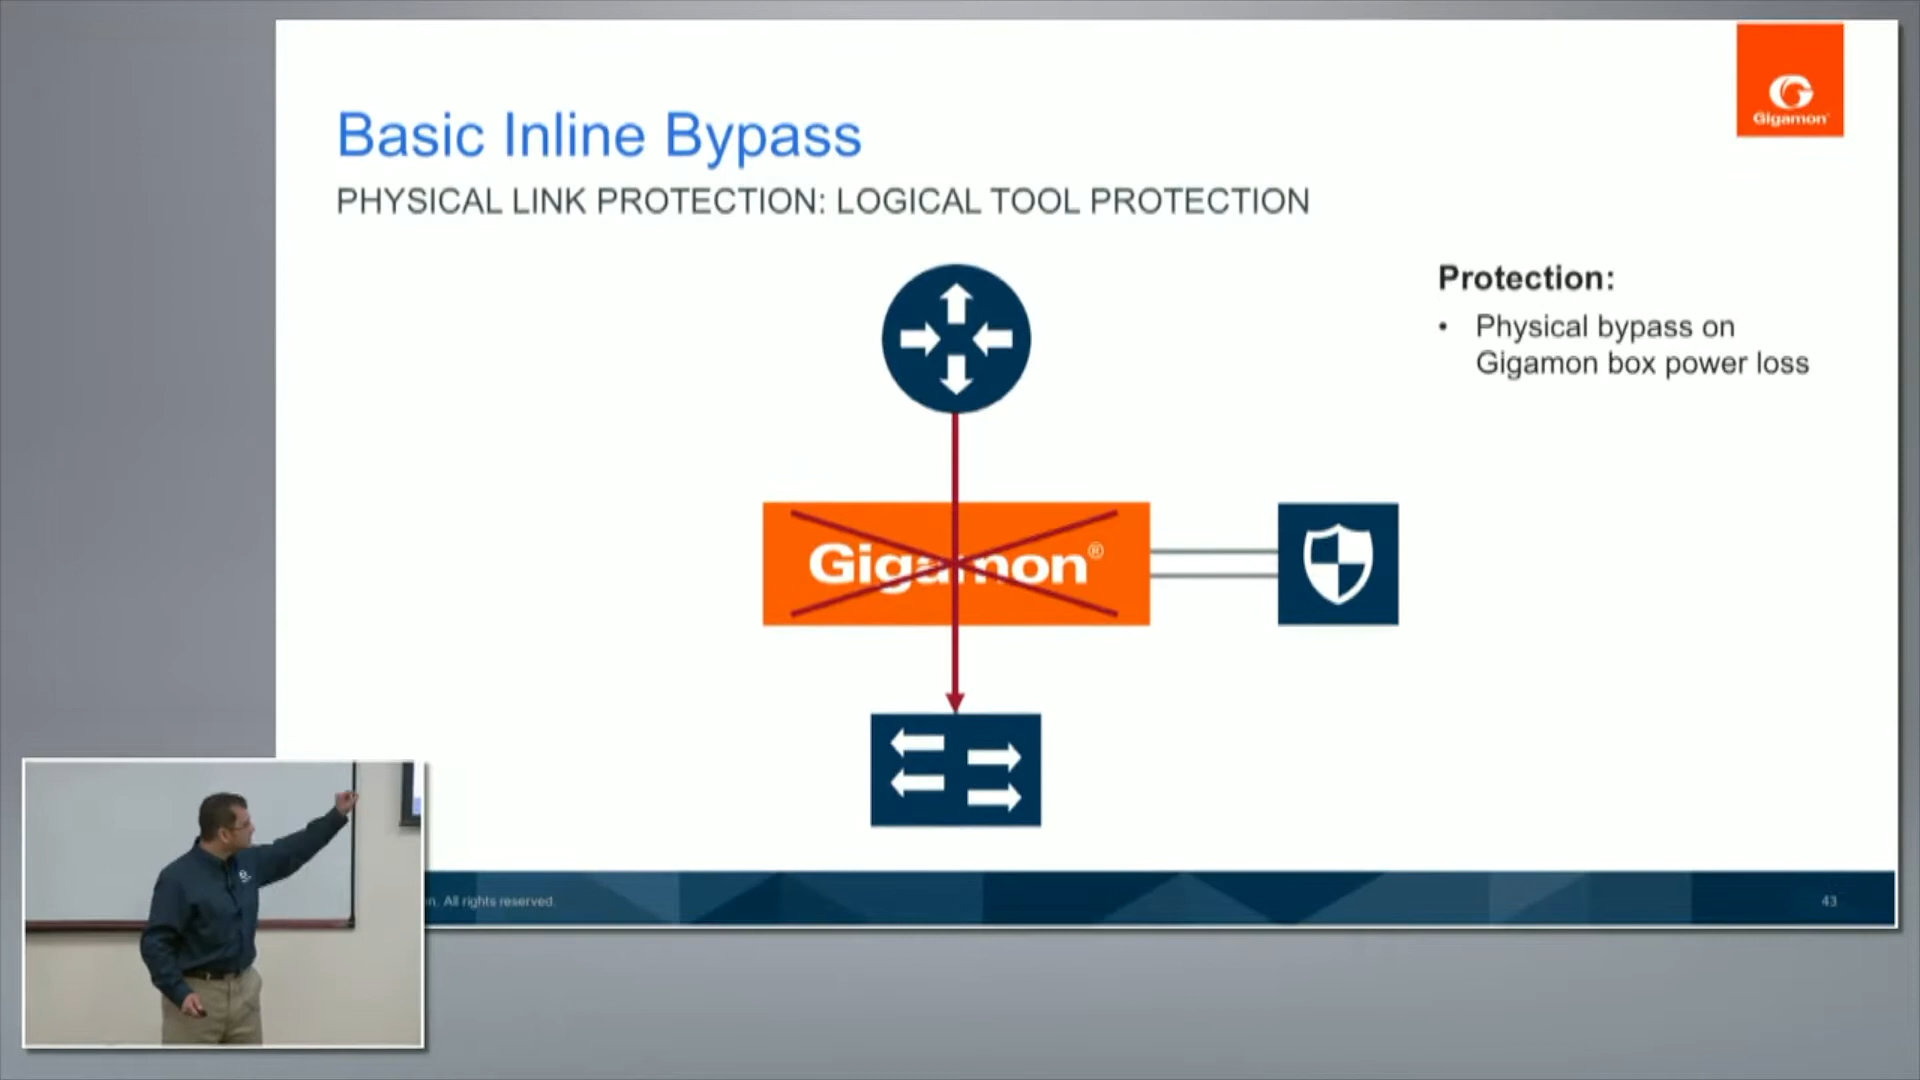 Gigamon®
Basic Inline Bypass
PHYSICAL LINK PROTECTION: LOGICAL TOOL PROTECTION
Protection:
• Physical bypass on
Gigamon box power loss
Gigamon®
n. All rights reserved.
43